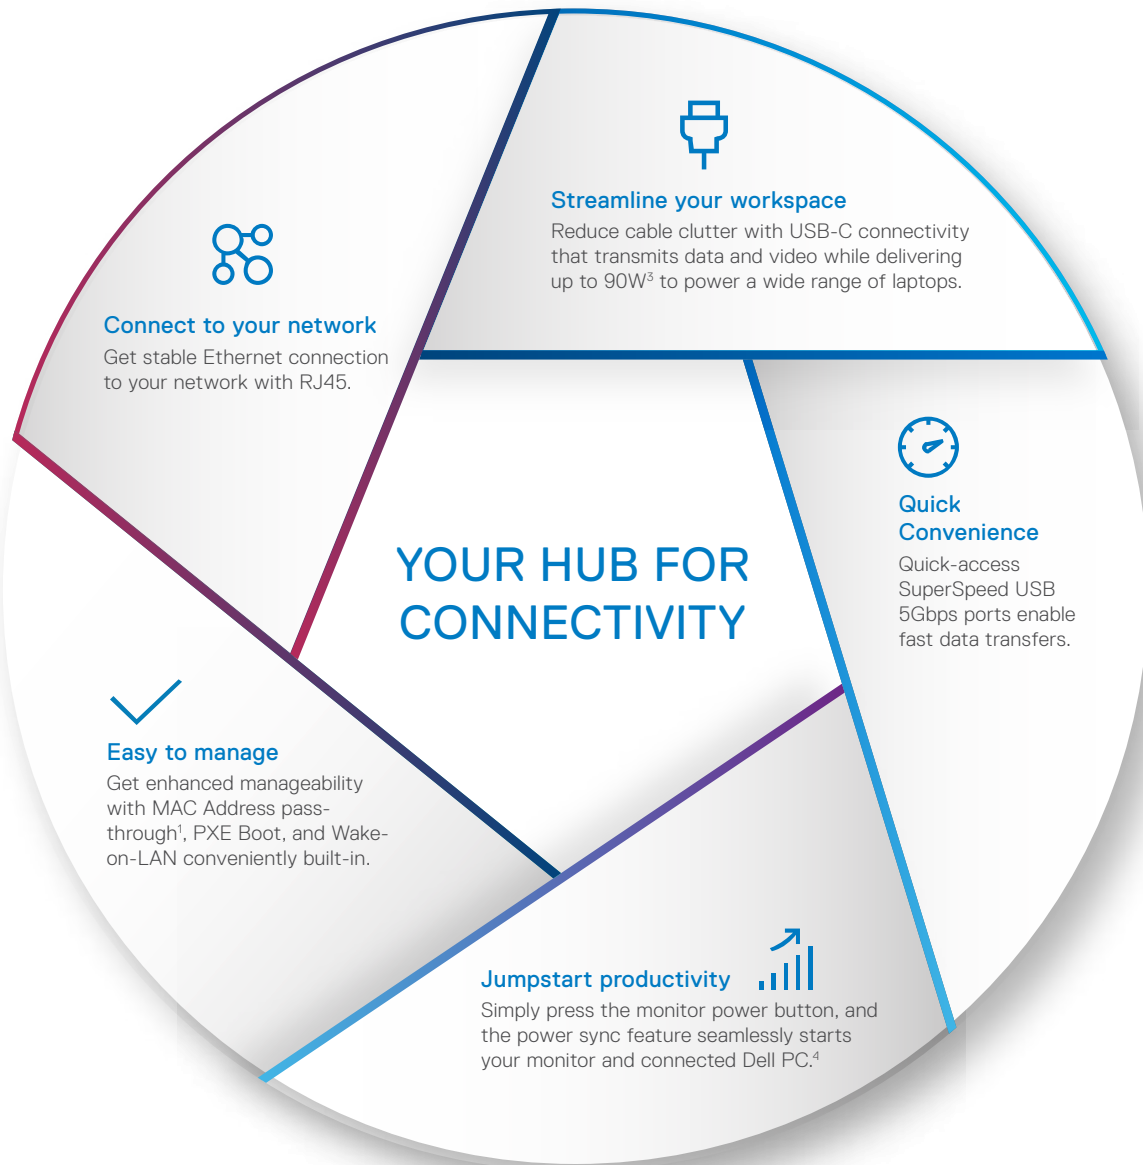 Streamline your workspace
Reduce cable clutter with USB-C connectivity
that transmits data and video while delivering
up to 90W³ to power a wide range of laptops.
Connect to your network
Get stable Ethernet connection
to your network with RJ45.
YOUR HUB FOR
CONNECTIVITY
Quick
Convenience
Quick-access
SuperSpeed USB
5Gbps ports enable
fast data transfers.
Easy to manage
Get enhanced manageability
with MAC Address pass-
through¹, PXE Boot, and Wake-
on-LAN conveniently built-in.
Jumpstart productivity
Simply press the monitor power button, and
the power sync feature seamlessly starts
your monitor and connected Dell PC.⁴